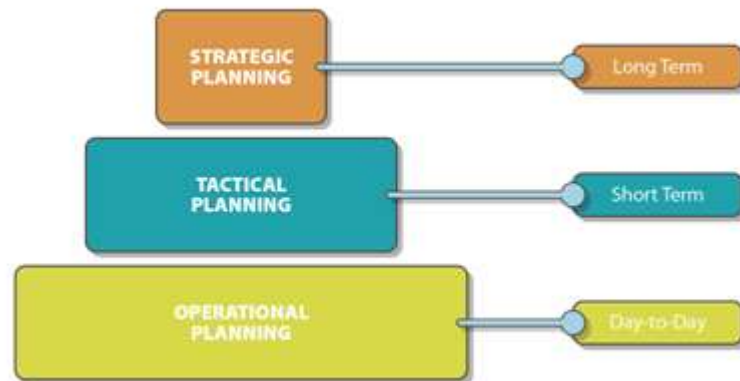 STRATEGIC
PLANNING
Long Term
TACTICAL
PLANNING
Short Term
OPERATIONAL
PLANNING
Day-to-Day